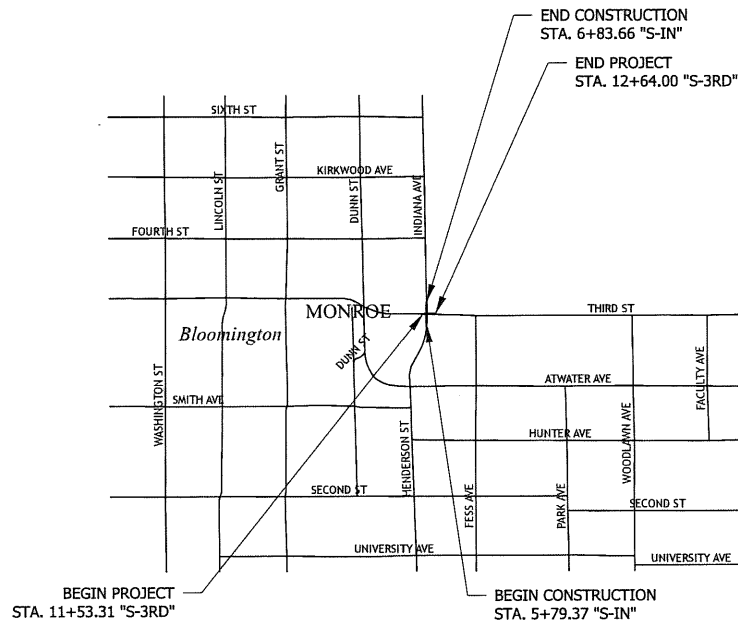 END CONSTRUCTION
STA. 6+83.66 "S-IN"
END PROJECT
STA. 12+64.00 "S-3RD"
SIXTH ST
KIRKWOOD AVE
GRANT ST
LINCOLN ST
DUNN ST
INDIANA AVE
FOURTH ST
MONROE
THIRD ST
Bloomington
DUNN ST
ATWATER AVE
FACULTY AVE
SMITH AVE
WASHINGTON ST
HENDERSON ST
HUNTER AVE
WOODLAWN AVE
SECOND ST
FESS AVE
PARK AVE
SECOND ST
UNIVERSITY AVE
UNIVERSITY AVE
BEGIN PROJECT
STA. 11+53.31 "S-3RD"
BEGIN CONSTRUCTION
STA. 5+79.37 "S-IN"